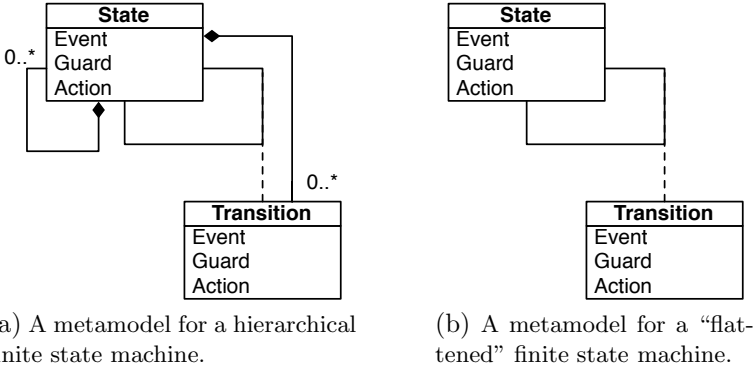 State
Event
Guard
Action
0..*
0..*
Transition
Event
Guard
Action
a) A metamodel for a hierarchical
nite state machine.
State
Event
Guard
Action
Transition
Event
Guard
Action
(b) A metamodel for a “flat-
tened” finite state machine.